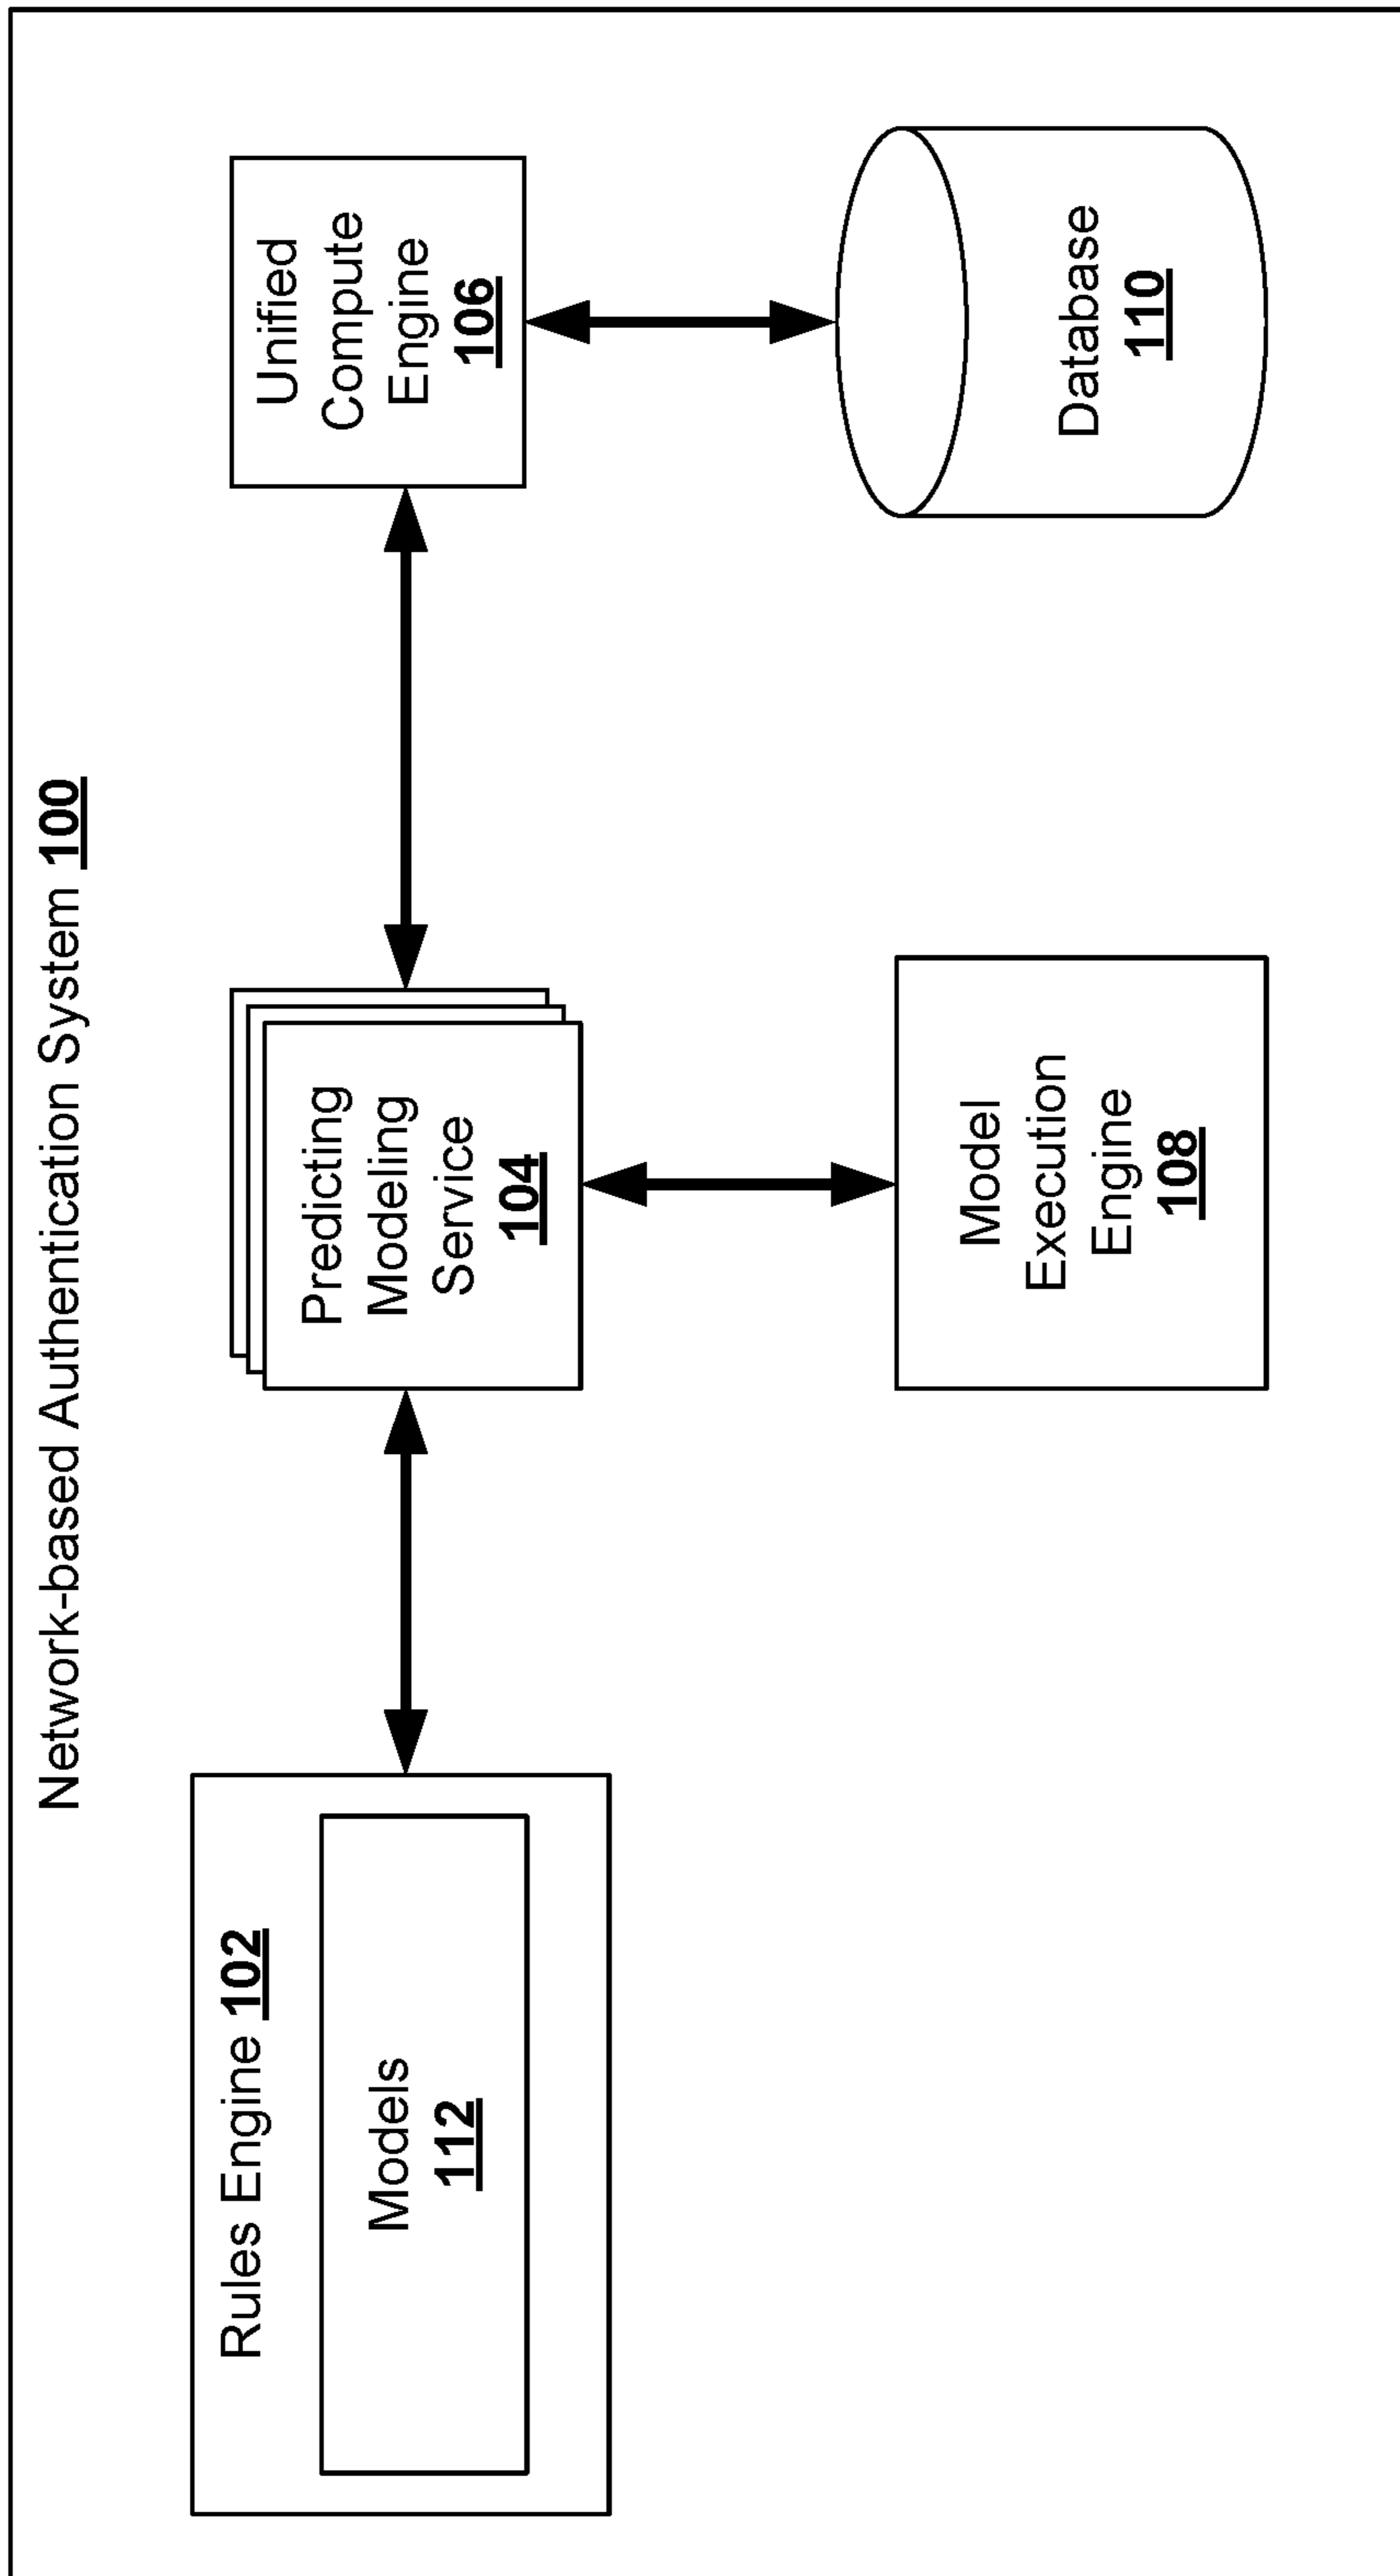 Network-based Authentication System 100
Rules Engine 102
Models
112
Predicting
Modeling
Service
104
Unified
Compute
Engine
106
Model
Execution
Engine
108
Database
110